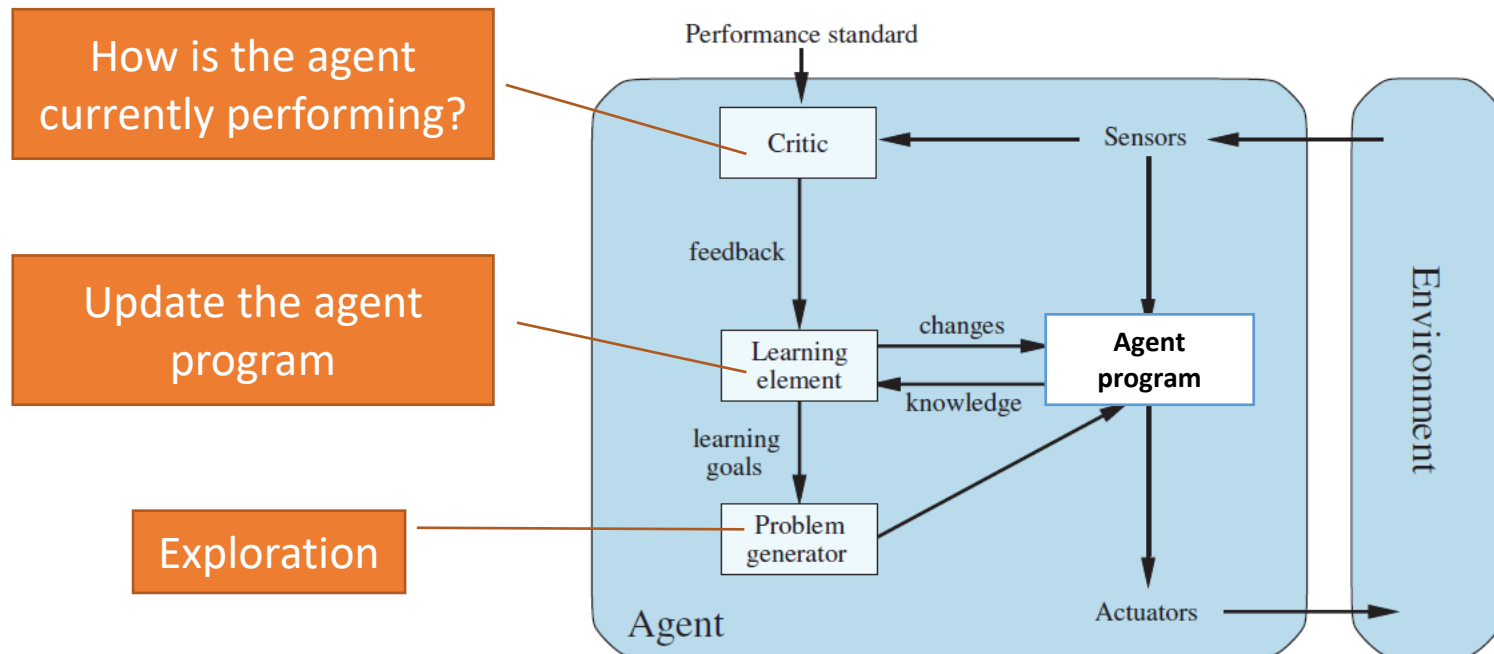 How is the agent
currently performing?
Performance standard
Critic
Sensors
feedback
Update the agent
program
changes
Learning
element
Agent
program
knowledge
learning
goals
Exploration
Problem
generator
Agent
Actuators
Environment